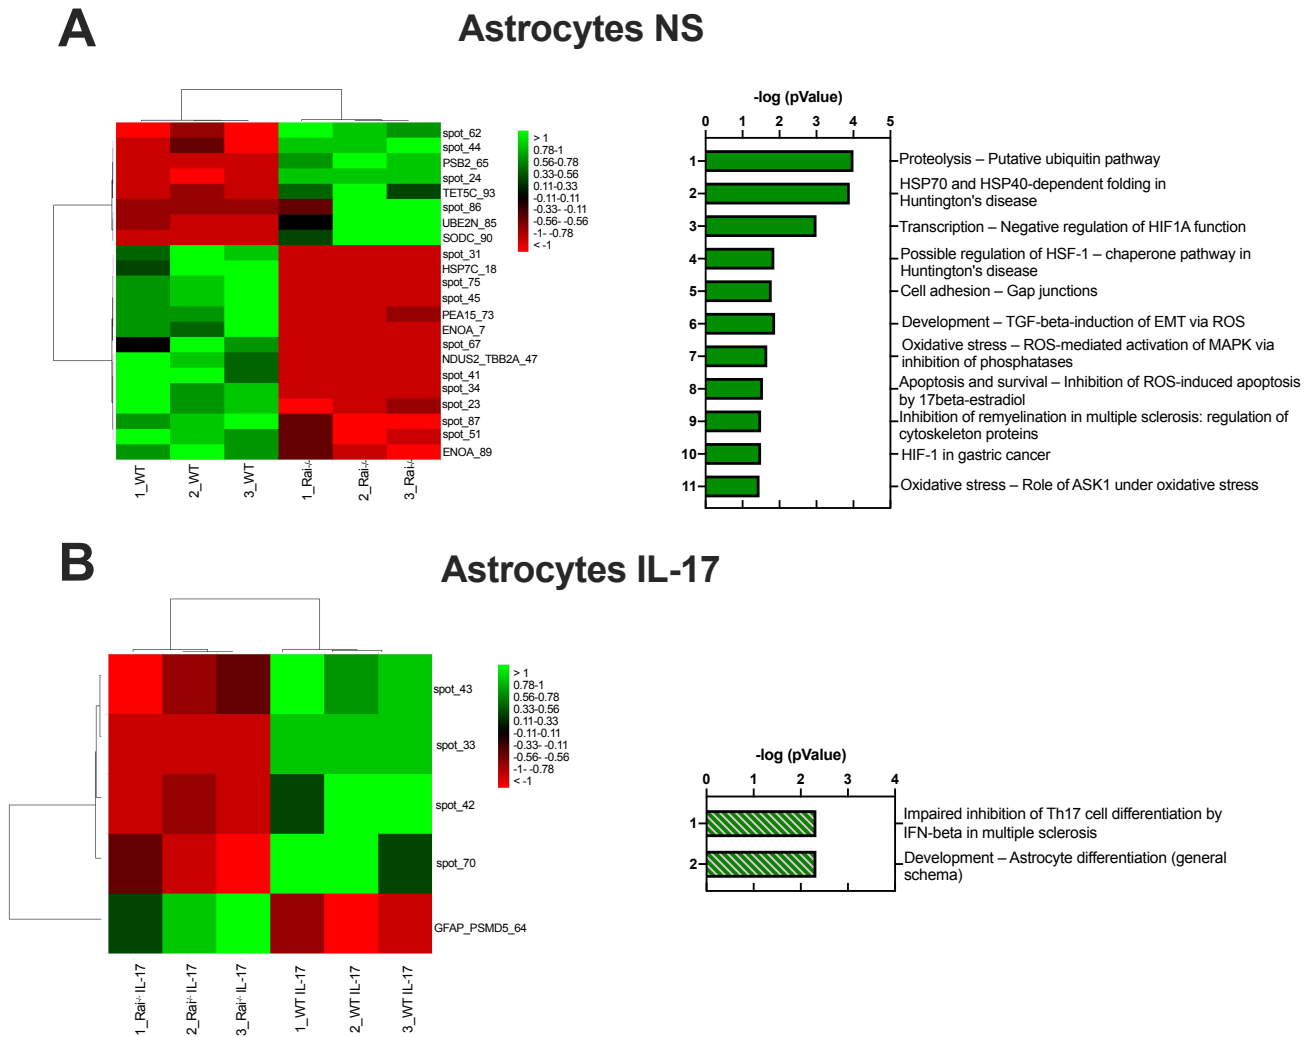 A
Astrocytes NS
spot_62
spot_44
PSB2_65
spot_24
TET5C_93
spot_86
UBE2N_85
SODC_90
spot_31
HSP7C_18
spot_75
spot_45
PEA15_73
ENOA_7
spot_67
NDUS2_TBB2A_47
spot_41
spot_34
spot_23
spot_87
spot_51
ENOA_89
> 1
0.78-1
0.56-0.78
0.33-0.56
0.11-0.33
-0.11-0.11
-0.33- -0.11
-0.56- -0.56
-1- -0.78
< -1
1_WT
2_WT
3_WT
1_Rai-/-
2_Rai-/-
3_Rai-/-
-log (pValue)
0 1 2 3 4 5
1 Proteolysis – Putative ubiquitin pathway
2 HSP70 and HSP40-dependent folding in
Huntington's disease
3 Transcription – Negative regulation of HIF1A function
4 Possible regulation of HSF-1 – chaperone pathway in
Huntington's disease
5 Cell adhesion – Gap junctions
6 Development – TGF-beta-induction of EMT via ROS
7 Oxidative stress – ROS-mediated activation of MAPK via
inhibition of phosphatases
8 Apoptosis and survival – Inhibition of ROS-induced apoptosis
by 17beta-estradiol
9 Inhibition of remyelination in multiple sclerosis: regulation of
cytoskeleton proteins
10 HIF-1 in gastric cancer
11 Oxidative stress – Role of ASK1 under oxidative stress
B
Astrocytes IL-17
spot_43
spot_33
spot_42
spot_70
GFAP_PSMD5_64
> 1
0.78-1
0.56-0.78
0.33-0.56
0.11-0.33
-0.11-0.11
-0.33- -0.11
-0.56- -0.56
-1- -0.78
< -1
1_Rai-/- IL-17
2_Rai-/- IL-17
3_Rai-/- IL-17
1_WT IL-17
2_WT IL-17
3_WT IL-17
-log (pValue)
0 1 2 3 4
1 Impaired inhibition of Th17 cell differentiation by
IFN-beta in multiple sclerosis
2 Development – Astrocyte differentiation (general
schema)